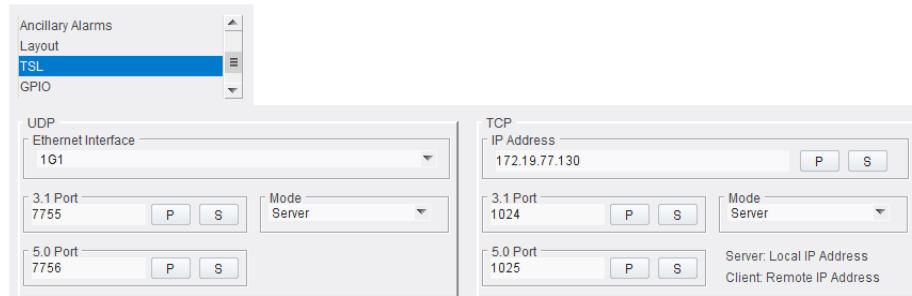 Ancillary Alarms
Layout
TSL
GPIO
UDP
Ethernet Interface
1G1
3.1 Port
7755 P S
Mode
Server
5.0 Port
7756 P S
TCP
IP Address
172.19.77.130 P S
3.1 Port
1024 P S
Mode
Server
5.0 Port
1025 P S
Server: Local IP Address
Client: Remote IP Address